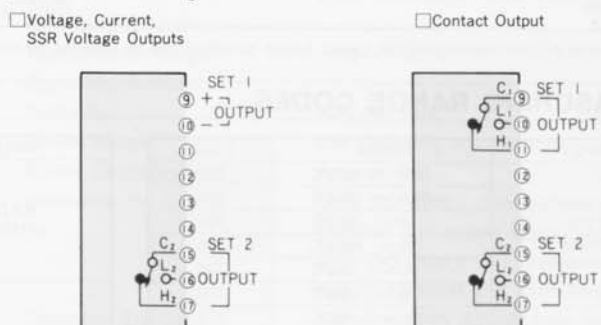 □Voltage, Current,
SSR Voltage Outputs
SET 1
⑨ +
OUTPUT
⑩ −
⑪
⑫
⑬
⑭
C₂ ⑮ SET 2
L₂ ⑯ OUTPUT
H₂ ⑰
□Contact Output
C₁ ⑨ SET 1
L₁ ⑩ OUTPUT
H₁ ⑪
⑫
⑬
⑭
C₂ ⑮ SET 2
L₂ ⑯ OUTPUT
H₂ ⑰